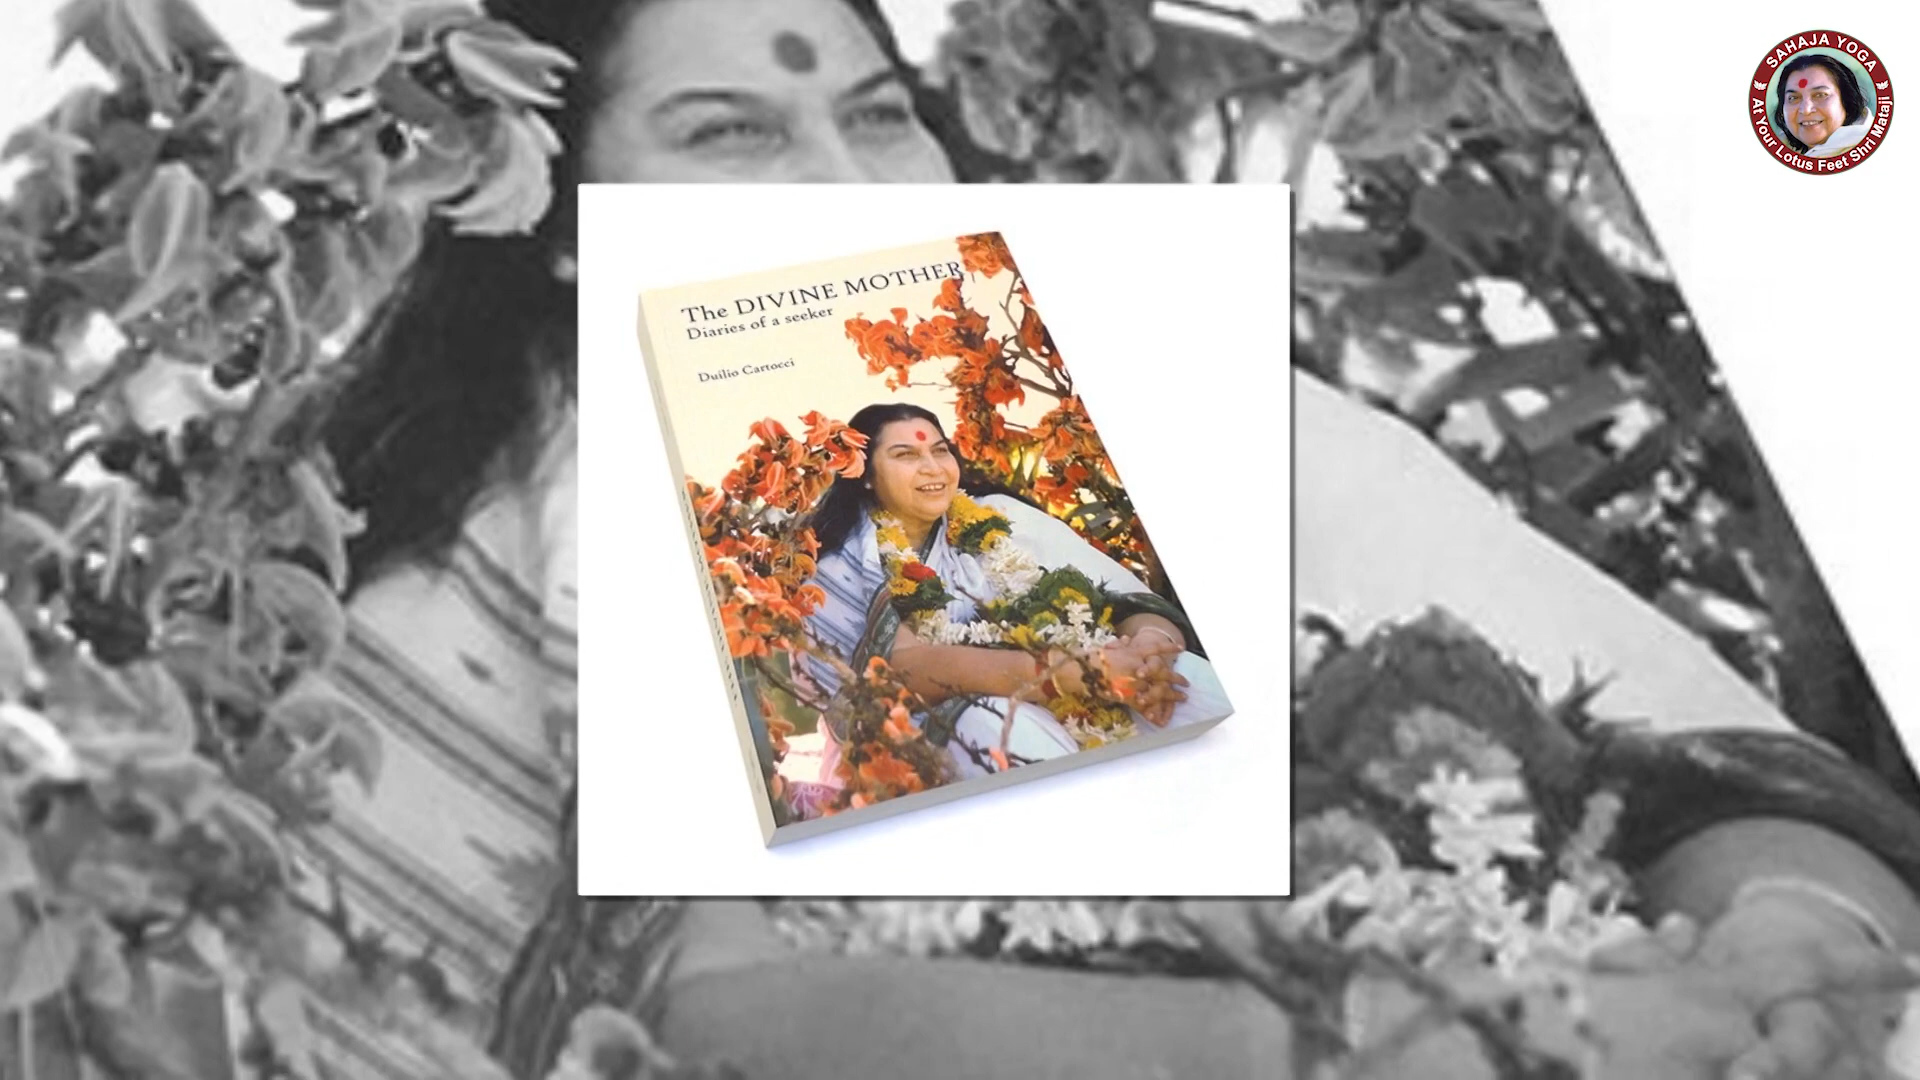 The DIVINE MOTHER
Diaries of a seeker
Duilio Cartocci
SAHAJA YOGA
At Your Lotus Feet Shri Mataji